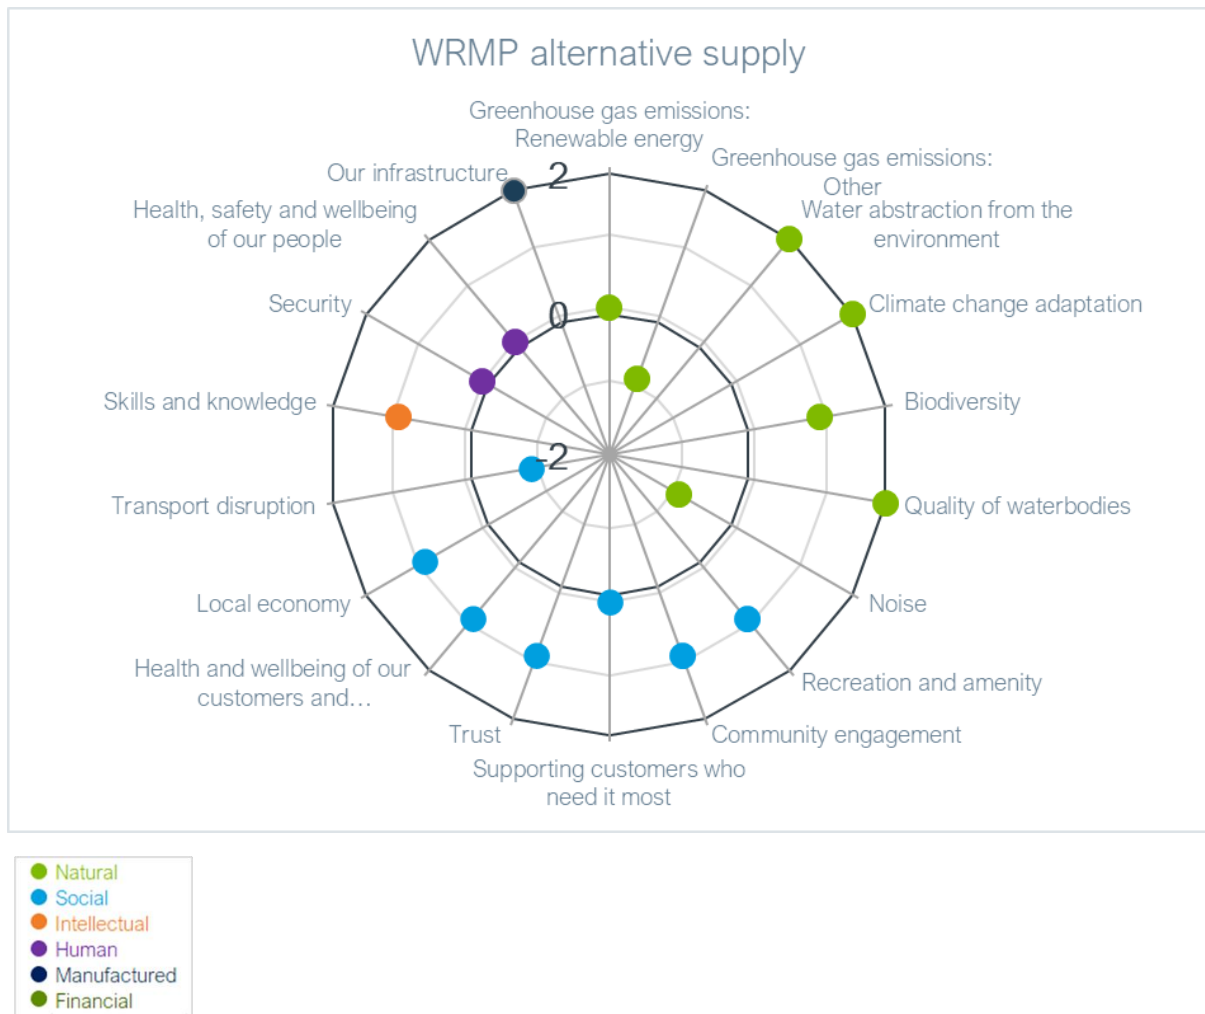 WRMP alternative supply
Greenhouse gas emissions:
Renewable energy
Greenhouse gas emissions:
Other
Water abstraction from the
environment
Climate change adaptation
Biodiversity
Quality of waterbodies
Noise
Recreation and amenity
Community engagement
Supporting customers who
need it most
Trust
Health and wellbeing of our
customers and…
Local economy
Transport disruption
Skills and knowledge
Security
Health, safety and wellbeing
of our people
Our infrastructure
2
0
-2
Natural
Social
Intellectual
Human
Manufactured
Financial